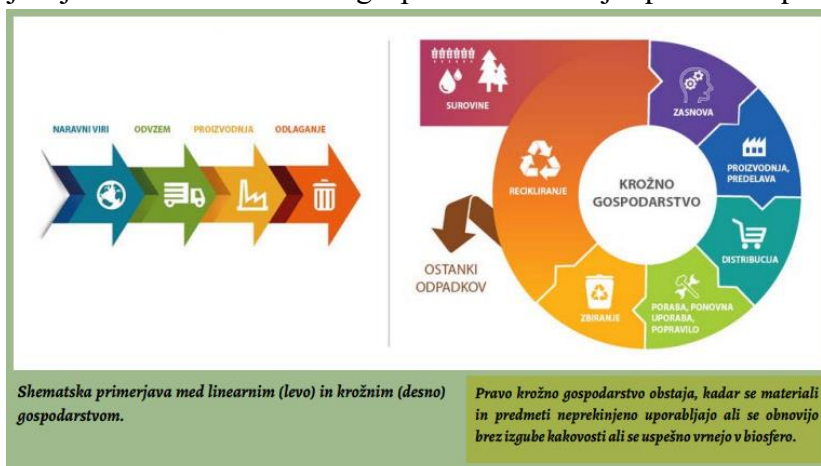 NARAVNI VIRI
ODVZEM
PROIZVODNJA
ODLAGANJE
SUROVINE
ZASNOVA
PROIZVODNJA,
PREDELAVA
DISTRIBUCIJA
PORABA, PONOVNA
UPORABA,
POPRAVILO
ZBIRANJE
RECIKLIRANJE
KROŽNO
GOSPODARSTVO
OSTANKI
ODPADKOV
Shematska primerjava med linearnim (levo) in krožnim (desno)
gospodarstvom.
Pravo krožno gospodarstvo obstaja, kadar se materiali
in predmeti neprekinjeno uporabljajo ali se obnovijo
brez izgube kakovosti ali se uspešno vrnejo v biosfero.